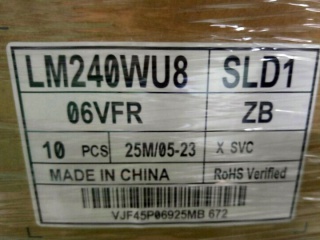 LM240WU8 SLD1
06VFR ZB
10 PCS 25M/05-23 X SVC
MADE IN CHINA RoHS Verified
VJF45P06925MB 672